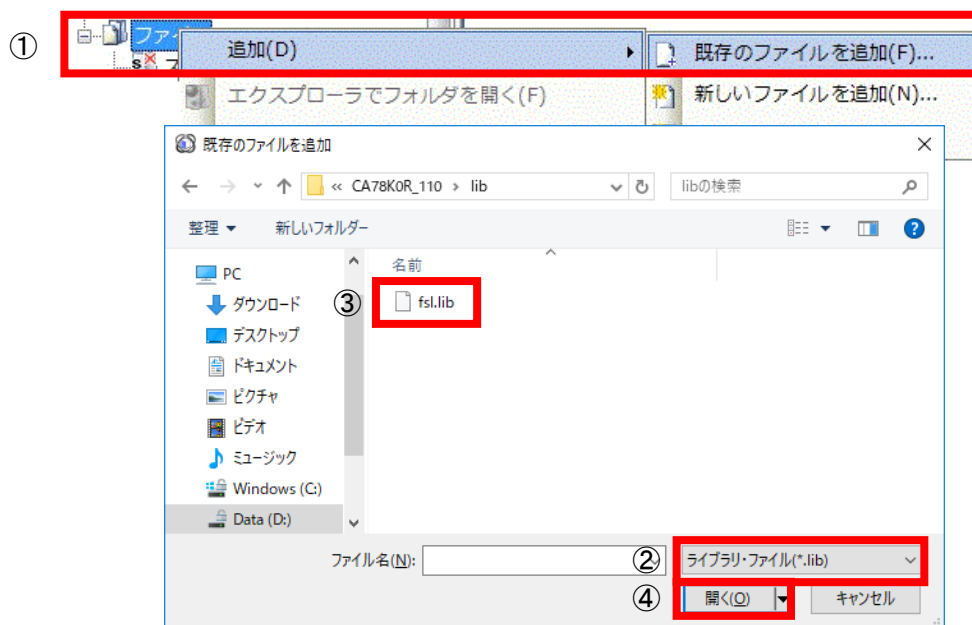 ①
ファイ
追加(D)
既存のファイルを追加(F)...
エクスプローラでフォルダを開く(F)
新しいファイルを追加(N)...
既存のファイルを追加
« CA78K0R_110 › lib
libの検索
整理
新しいフォルダー
PC
ダウンロード
デスクトップ
ドキュメント
ピクチャ
ビデオ
ミュージック
Windows (C:)
Data (D:)
名前
③
fsl.lib
ファイル名(N):
②
ライブラリ・ファイル(*.lib)
④
開く(O)
キャンセル